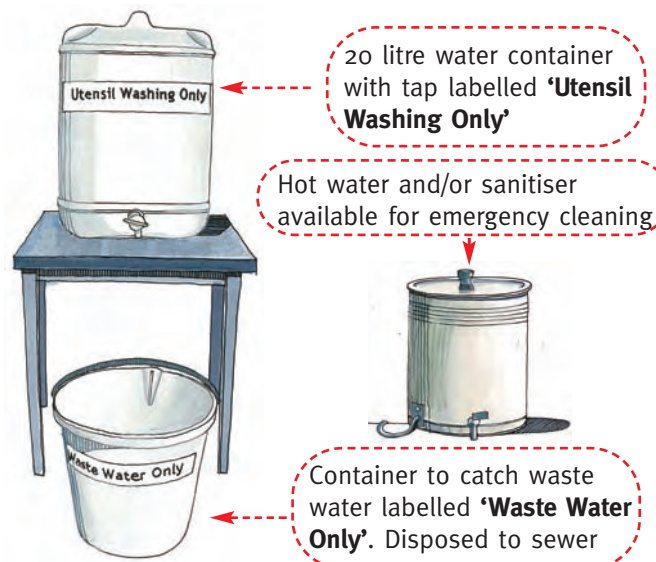 Utensil Washing Only
20 litre water container
with tap labelled ‘Utensil
Washing Only’
Hot water and/or sanitiser
available for emergency cleaning
Waste Water Only
Container to catch waste
water labelled ‘Waste Water
Only’. Disposed to sewer